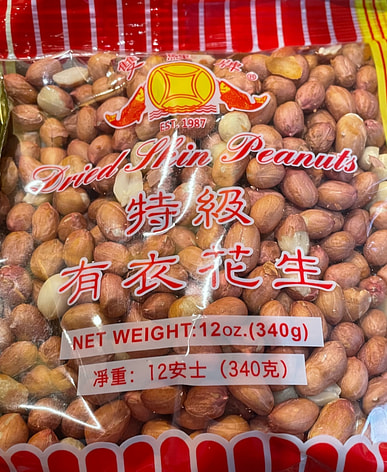 ®
EST. 1987
Dried Skin Peanuts
特級
有衣花生
NET WEIGHT:12oz.(340g)
淨重：12安士（340克）